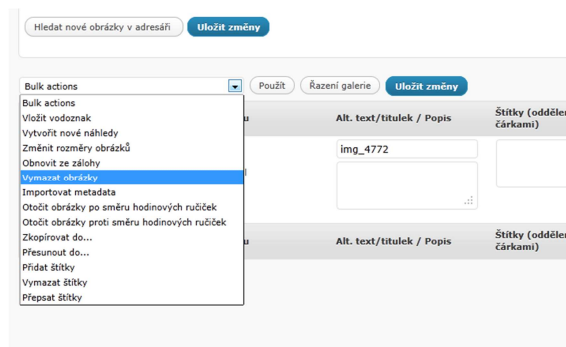 Hledat nové obrázky v adresáři Uložit změny
Bulk actions Použít Řazení galerie Uložit změny
Bulk actions
Vložit vodoznak
Vytvořit nové náhledy
Změnit rozměry obrázků
Obnovit ze zálohy
Vymazat obrázky
Importovat metadata
Otočit obrázky po směru hodinových ručiček
Otočit obrázky proti směru hodinových ručiček
Zkopírovat do...
Přesunout do...
Přidat štítky
Vymazat štítky
Přepsat štítky
u Alt. text/titulek / Popis Štítky (odděle
čárkami)
img_4772
u Alt. text/titulek / Popis Štítky (odděle
čárkami)